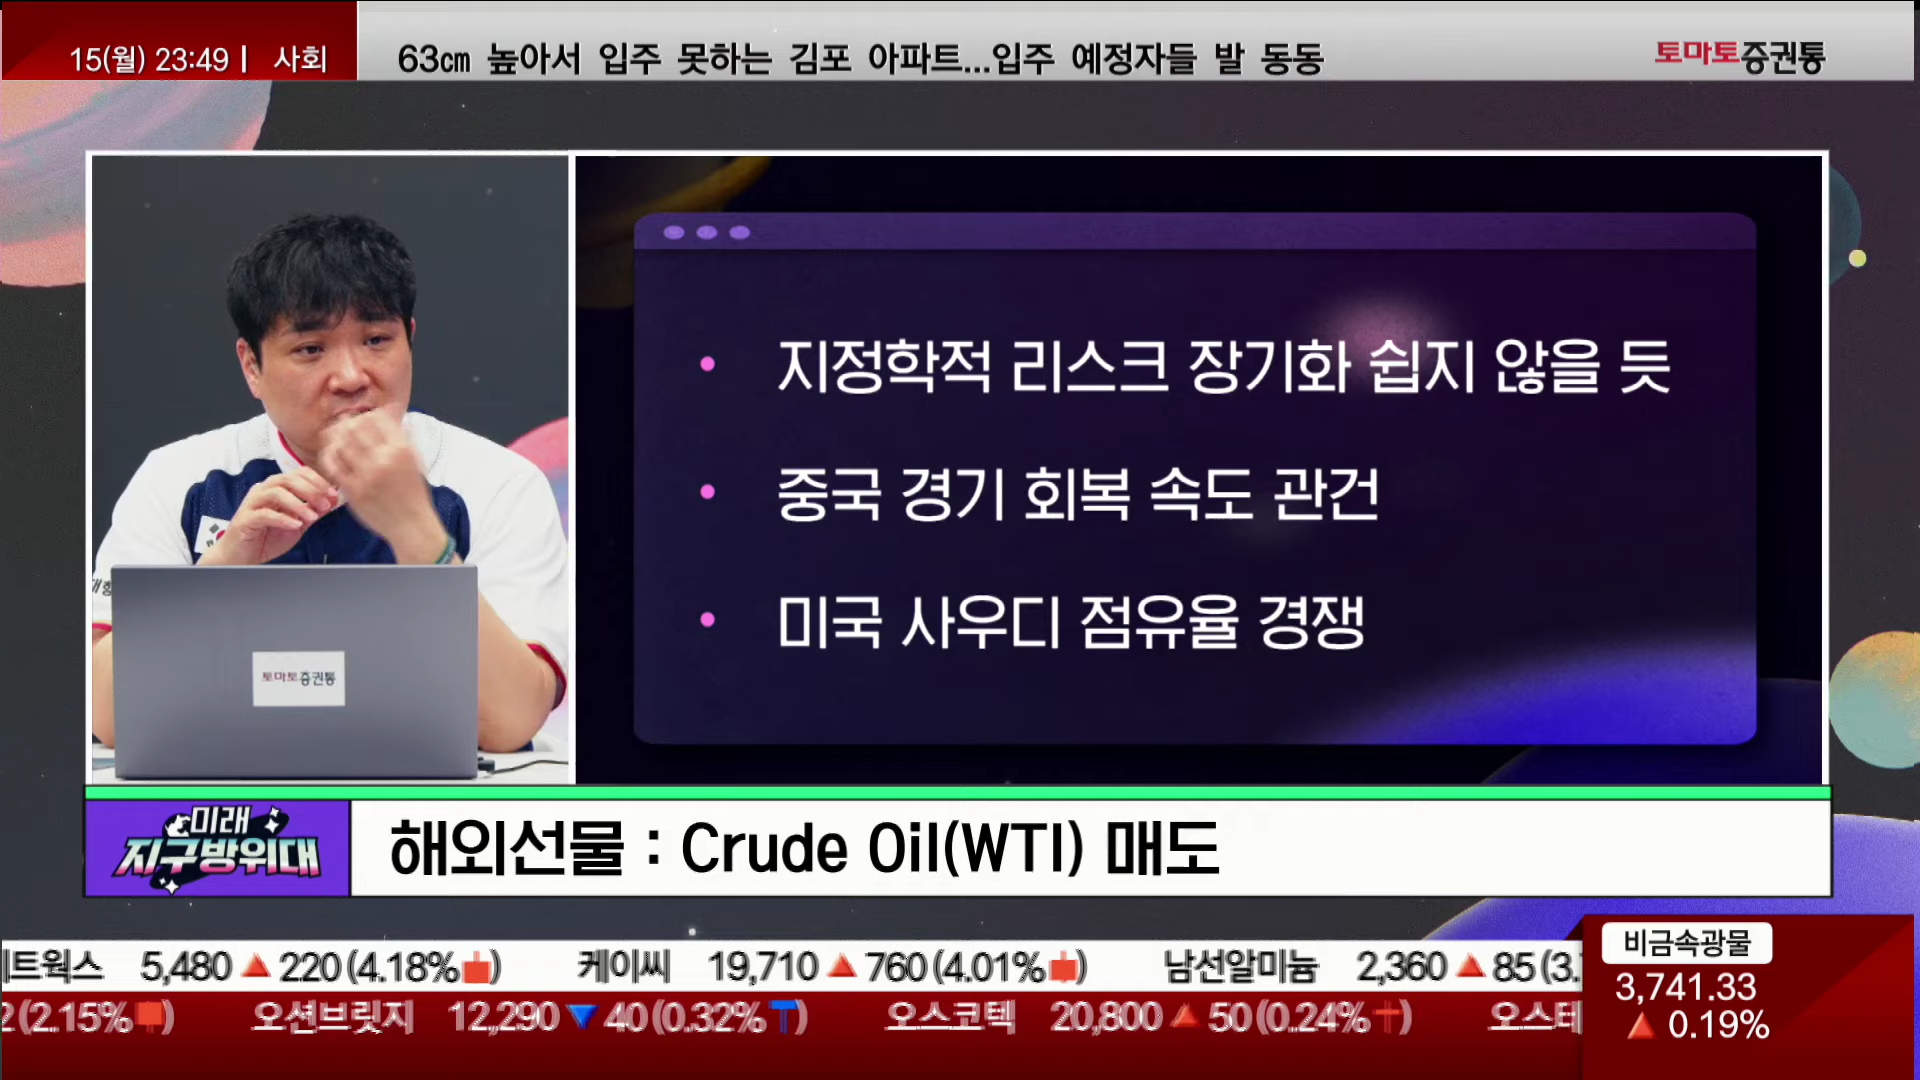 15(월) 23:49 | 사회
63㎝ 높아서 입주 못하는 김포 아파트...입주 예정자들 발 동동
토마토증권통
지정학적 리스크 장기화 쉽지 않을 듯
중국 경기 회복 속도 관건
미국 사우디 점유율 경쟁
토마토증권통
미래
지구방위대
해외선물 : Crude Oil(WTI) 매도
트웍스 5,480 ▲ 220(4.18%) 케이씨 19,710 ▲ 760(4.01%) 남선알미늄 2,360 ▲ 85(3.
2(2.15%) 오션브릿지 12,290 ▼ 40(0.32%) 오스코텍 20,800 ▲ 50(0.24%) 오스테
비금속광물
3,741.33
▲ 0.19%